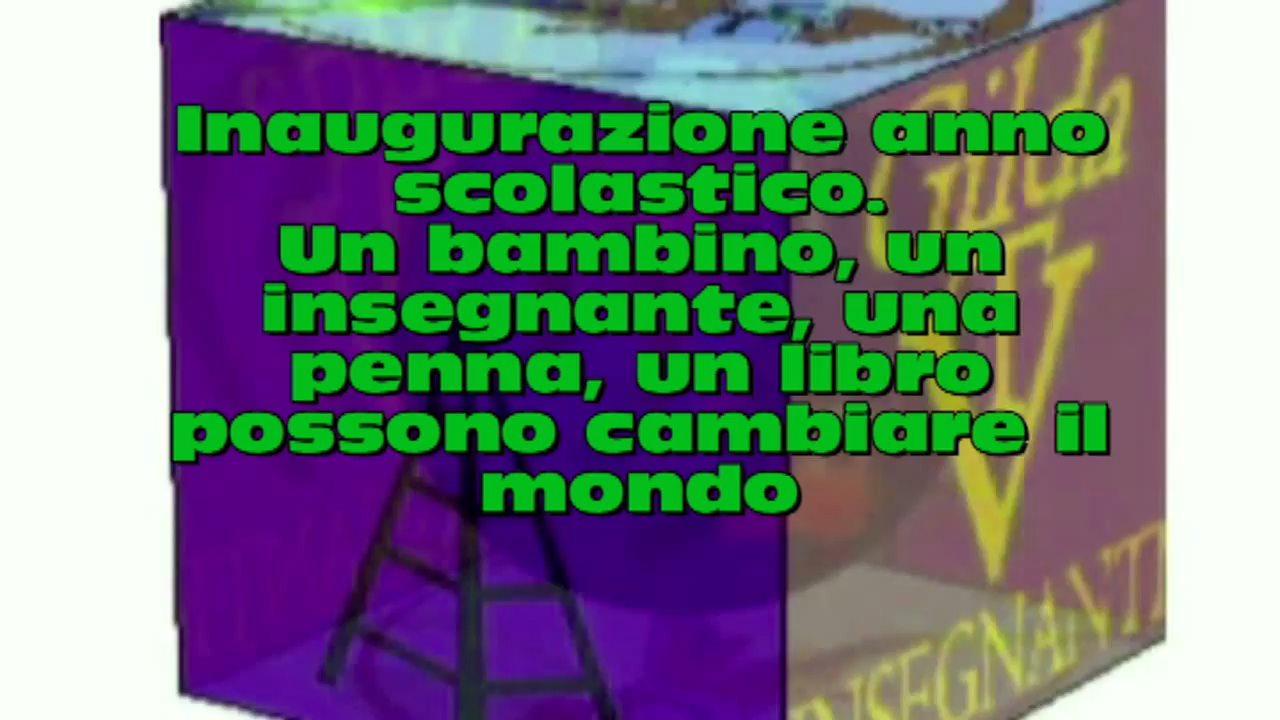 Inaugurazione anno
scolastico.
Un bambino, un
insegnante, una
penna, un libro
possono cambiare il
mondo
Gilda
INSEGNANTI